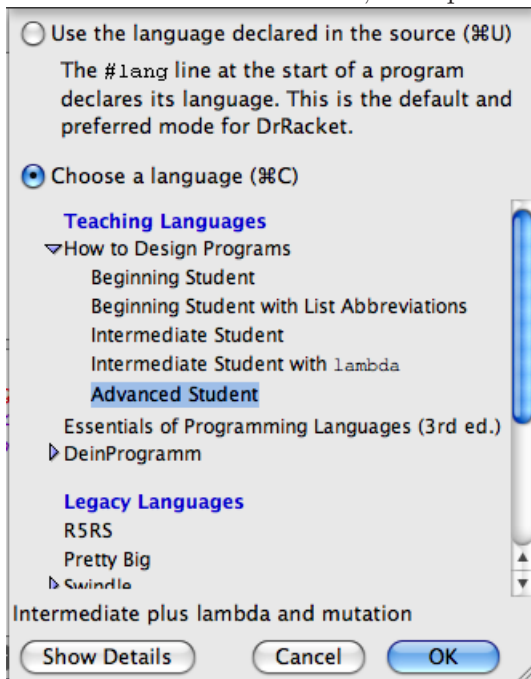 Use the language declared in the source (⌘U)
The #lang line at the start of a program
declares its language. This is the default and
preferred mode for DrRacket.
Choose a language (⌘C)
Teaching Languages
How to Design Programs
Beginning Student
Beginning Student with List Abbreviations
Intermediate Student
Intermediate Student with lambda
Advanced Student
Essentials of Programming Languages (3rd ed.)
DeinProgramm
Legacy Languages
R5RS
Pretty Big
Swindle
Intermediate plus lambda and mutation
Show Details Cancel OK